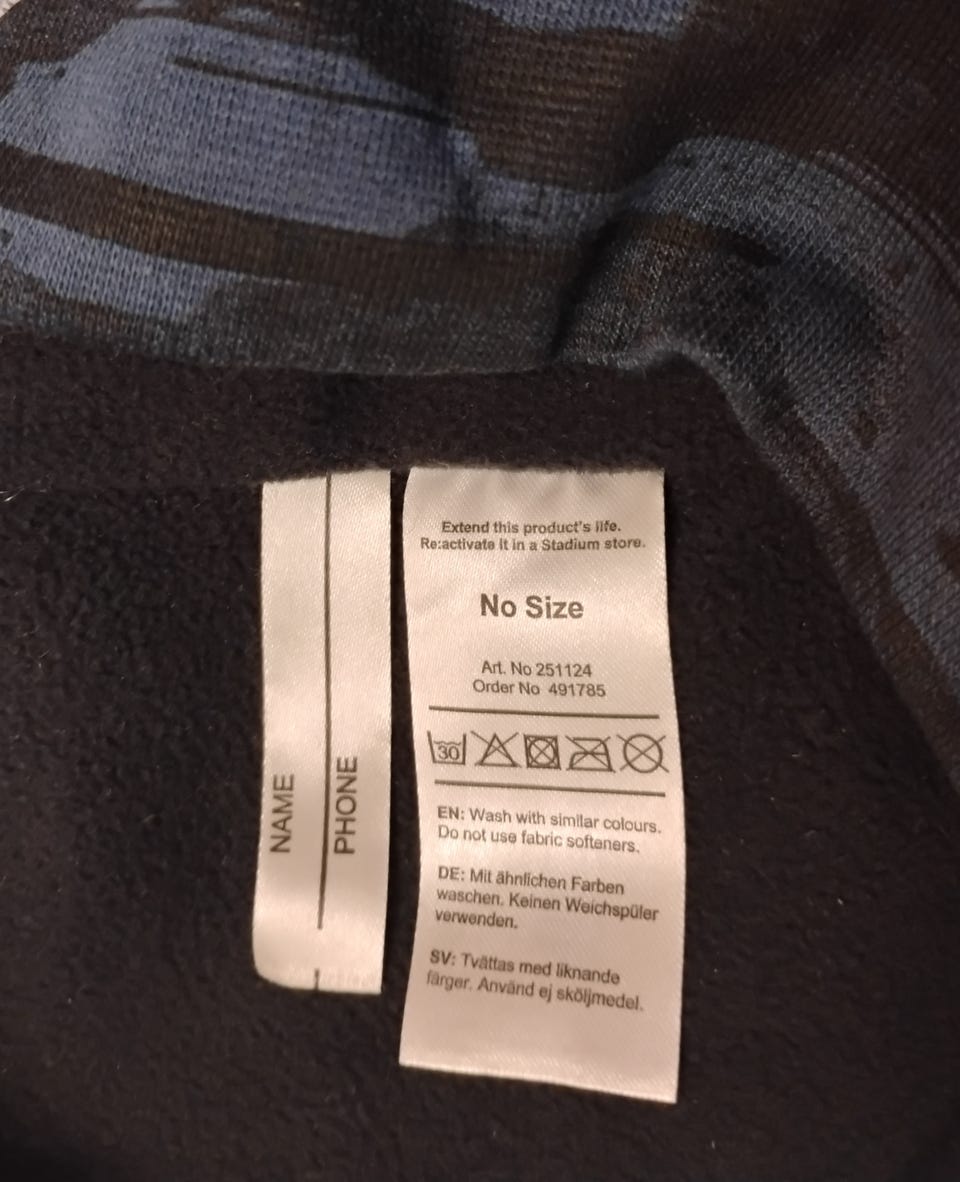 NAME
PHONE
Extend this product's life.
Re:activate it in a Stadium store.
No Size
Art. No 251124
Order No 491785
30
EN: Wash with similar colours.
Do not use fabric softeners.
DE: Mit ähnlichen Farben
waschen. Keinen Weichspüler
verwenden.
SV: Tvättas med liknande
färger. Använd ej sköljmedel.